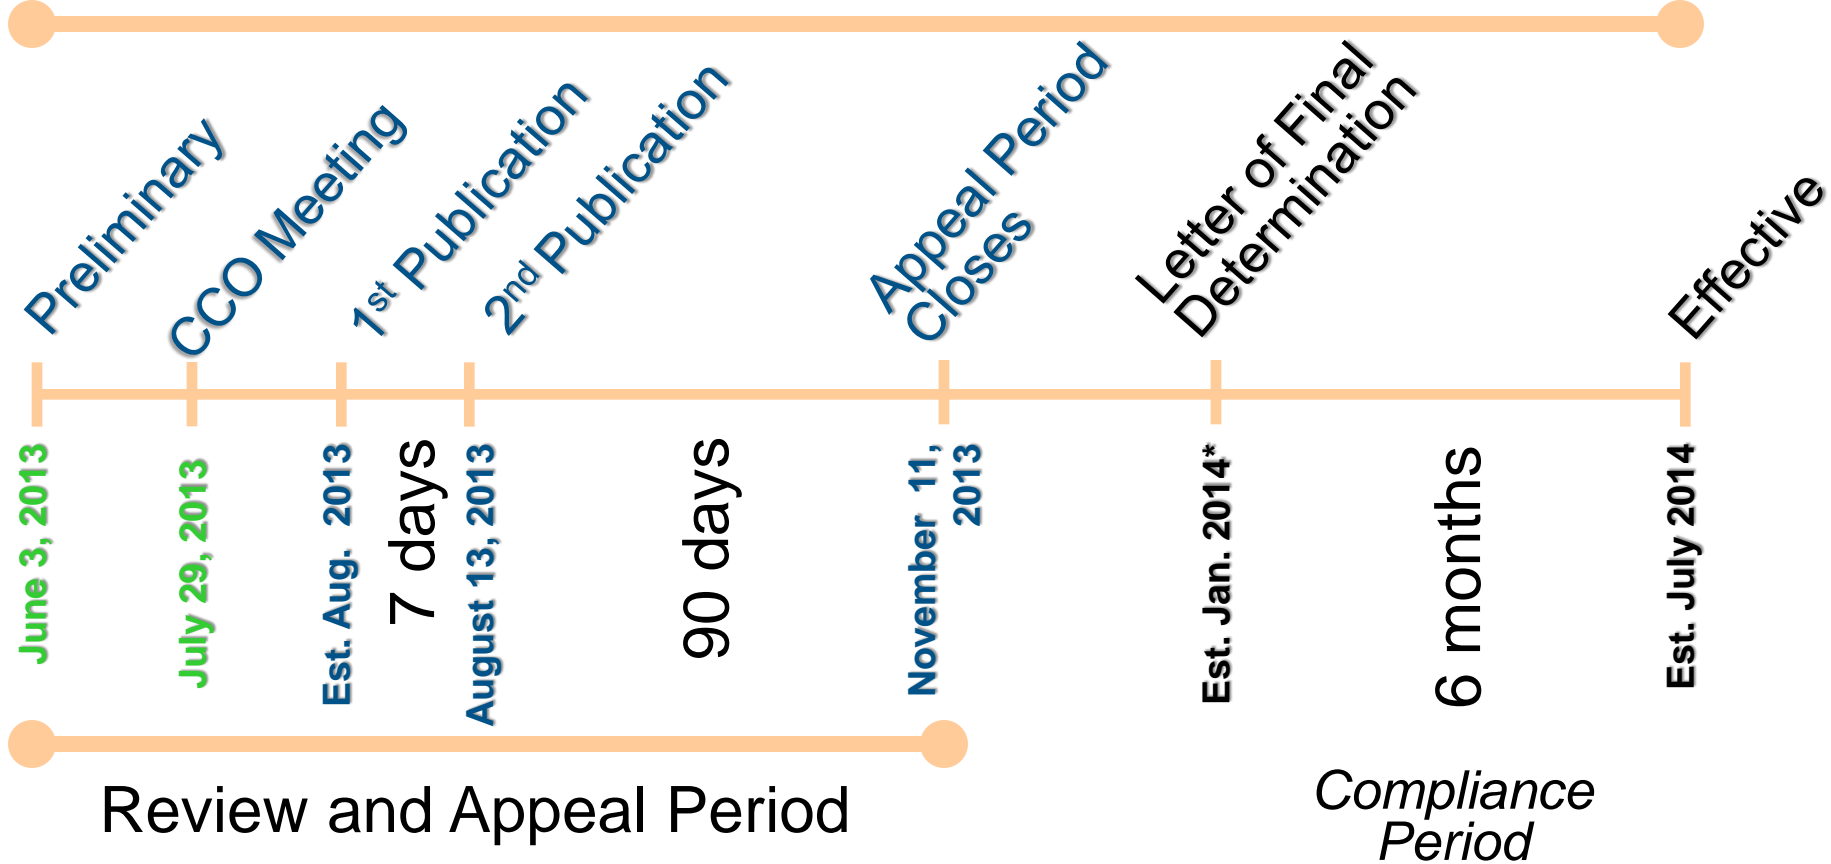 Preliminary
CCO Meeting
1st Publication
2nd Publication
Appeal Period
Closes
Letter of Final
Determination
Effective
June 3, 2013
July 29, 2013
Est. Aug. 2013
7 days
August 13, 2013
90 days
November 11,
2013
Est. Jan. 2014*
6 months
Est. July 2014
Review and Appeal Period
Compliance
Period